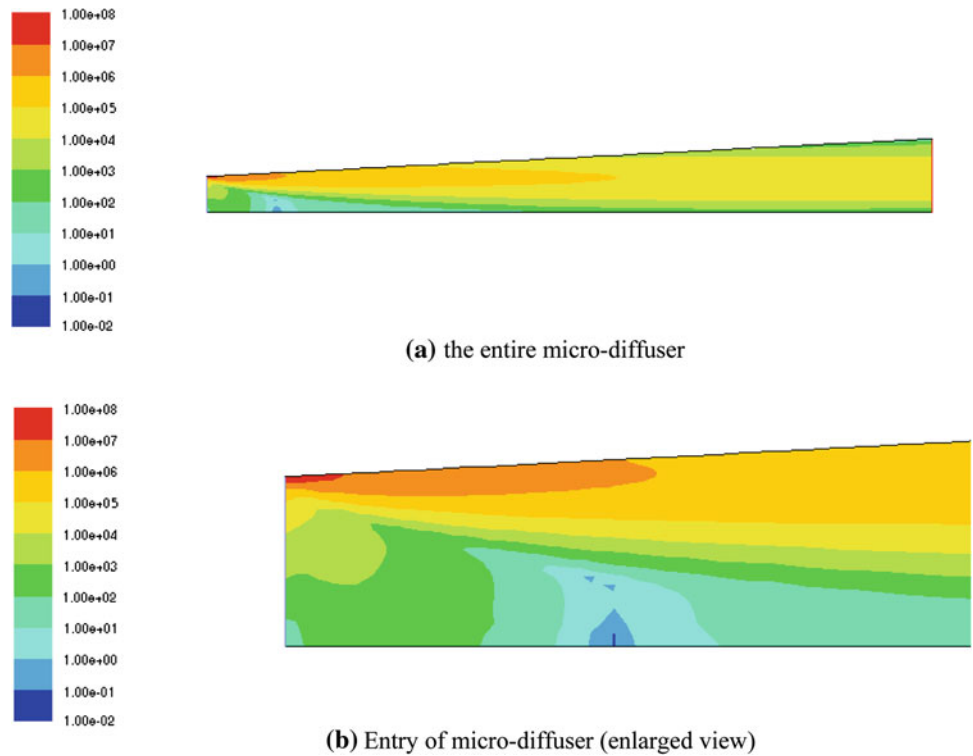 1.00e+08
1.00e+07
1.00e+06
1.00e+05
1.00e+04
1.00e+03
1.00e+02
1.00e+01
1.00e+00
1.00e-01
1.00e-02
(a) the entire micro-diffuser
1.00e+08
1.00e+07
1.00e+06
1.00e+05
1.00e+04
1.00e+03
1.00e+02
1.00e+01
1.00e+00
1.00e-01
1.00e-02
(b) Entry of micro-diffuser (enlarged view)